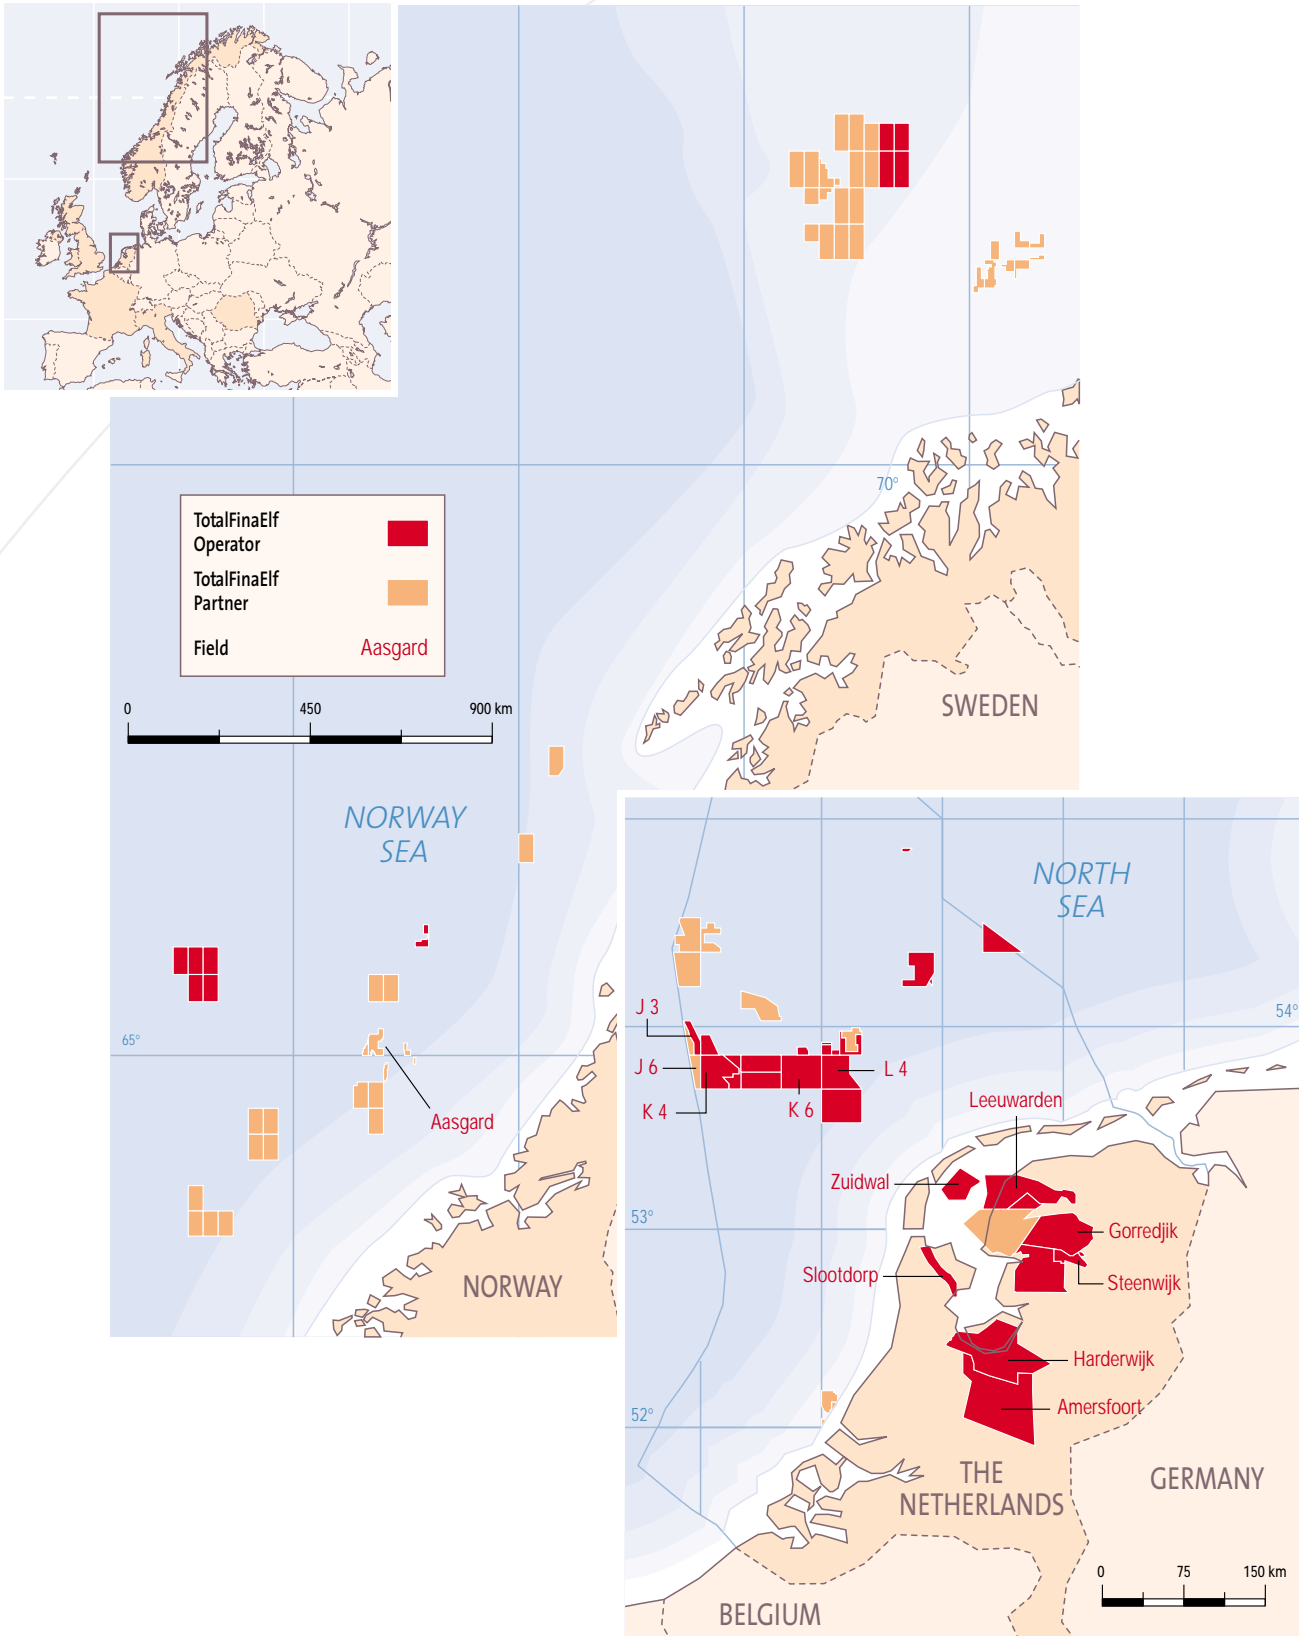 70°
TotalFinaElf
Operator
TotalFinaElf
Partner
Field Aasgard
SWEDEN
0 450 900 km
NORWAY
SEA
65°
Aasgard
NORWAY
NORTH
SEA
54°
J 3
J 6
K 4
K 6
L 4
Leeuwarden
Zuidwal
53°
Gorredjik
Slootdorp
Steenwijk
Harderwijk
52°
Amersfoort
THE
NETHERLANDS
GERMANY
0 75 150 km
BELGIUM